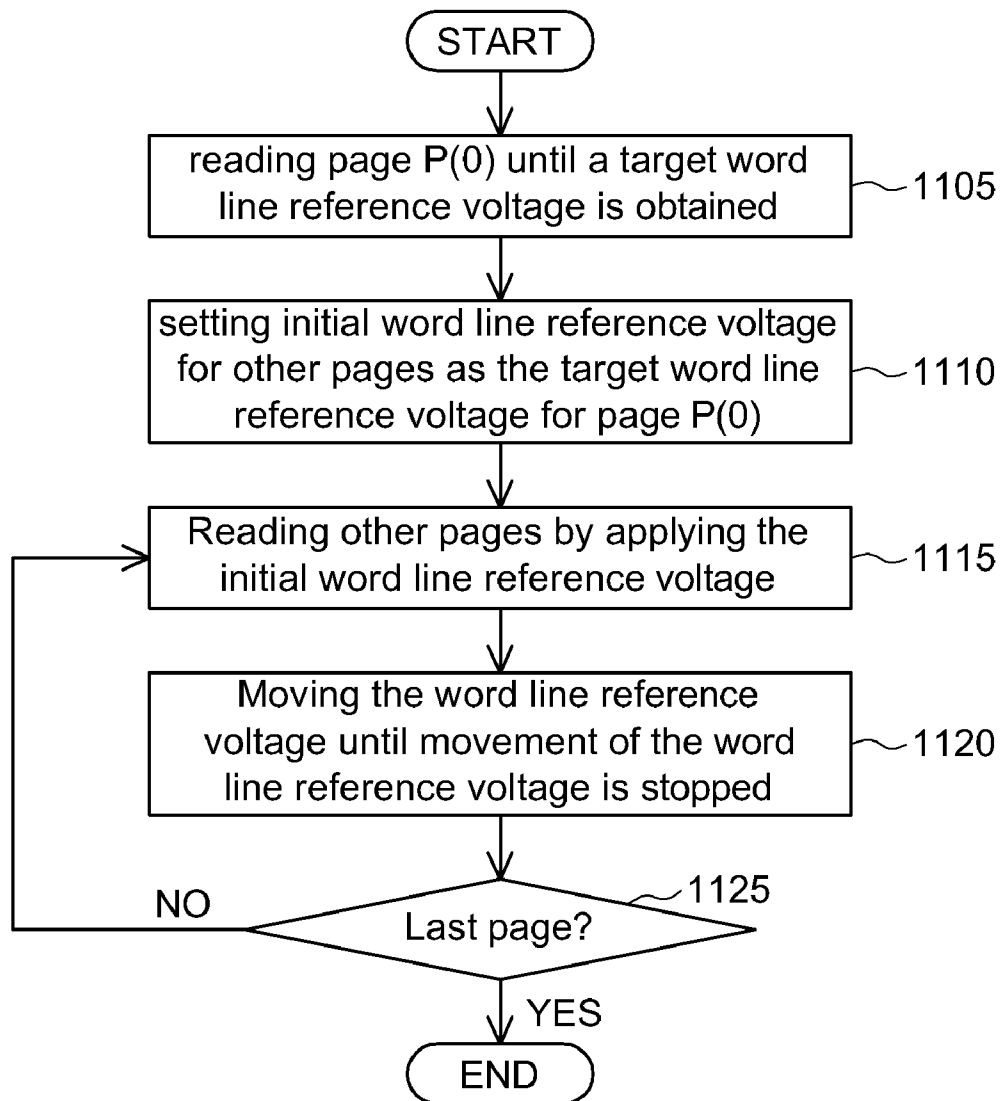 START
reading page P(0) until a target word
line reference voltage is obtained
1105
setting initial word line reference voltage
for other pages as the target word line
reference voltage for page P(0)
1110
Reading other pages by applying the
initial word line reference voltage
1115
Moving the word line reference
voltage until movement of the word
line reference voltage is stopped
1120
1125
NO
Last page?
YES
END